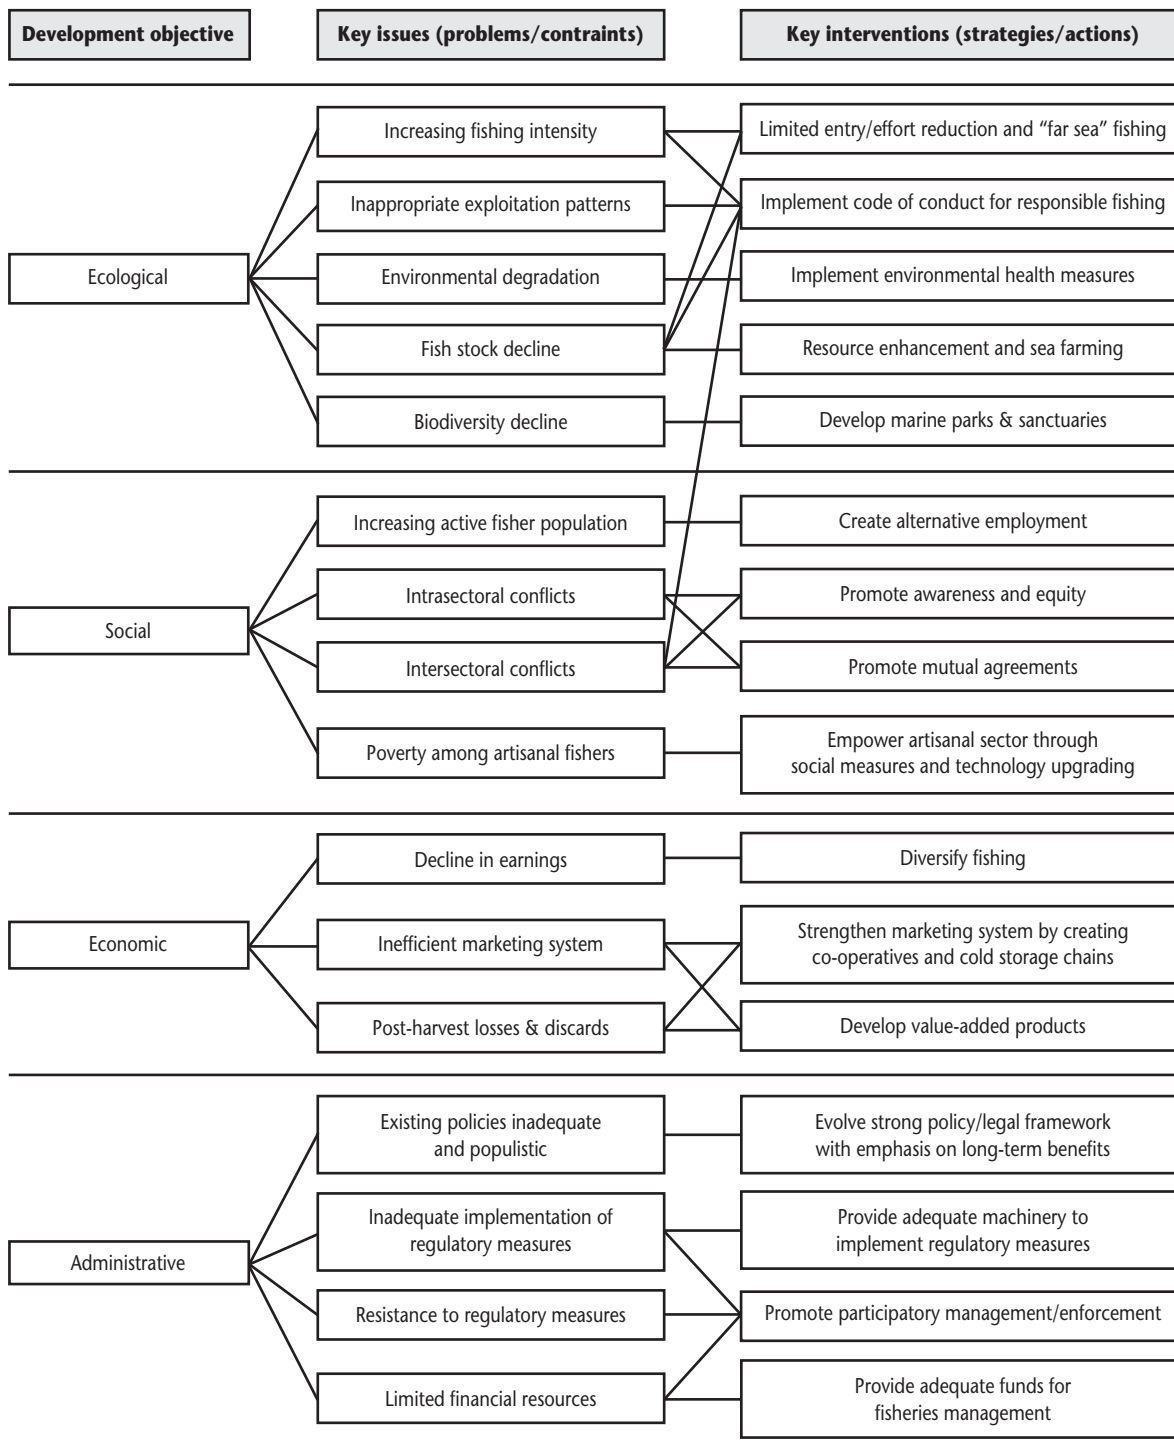 Development objective
Key issues (problems/contraints)
Key interventions (strategies/actions)
Ecological
Increasing fishing intensity
Inappropriate exploitation patterns
Environmental degradation
Fish stock decline
Biodiversity decline
Limited entry/effort reduction and “far sea” fishing
Implement code of conduct for responsible fishing
Implement environmental health measures
Resource enhancement and sea farming
Develop marine parks & sanctuaries
Social
Increasing active fisher population
Intrasectoral conflicts
Intersectoral conflicts
Poverty among artisanal fishers
Create alternative employment
Promote awareness and equity
Promote mutual agreements
Empower artisanal sector through
social measures and technology upgrading
Economic
Decline in earnings
Inefficient marketing system
Post-harvest losses & discards
Diversify fishing
Strengthen marketing system by creating
co-operatives and cold storage chains
Develop value-added products
Administrative
Existing policies inadequate
and populistic
Inadequate implementation of
regulatory measures
Resistance to regulatory measures
Limited financial resources
Evolve strong policy/legal framework
with emphasis on long-term benefits
Provide adequate machinery to
implement regulatory measures
Promote participatory management/enforcement
Provide adequate funds for
fisheries management